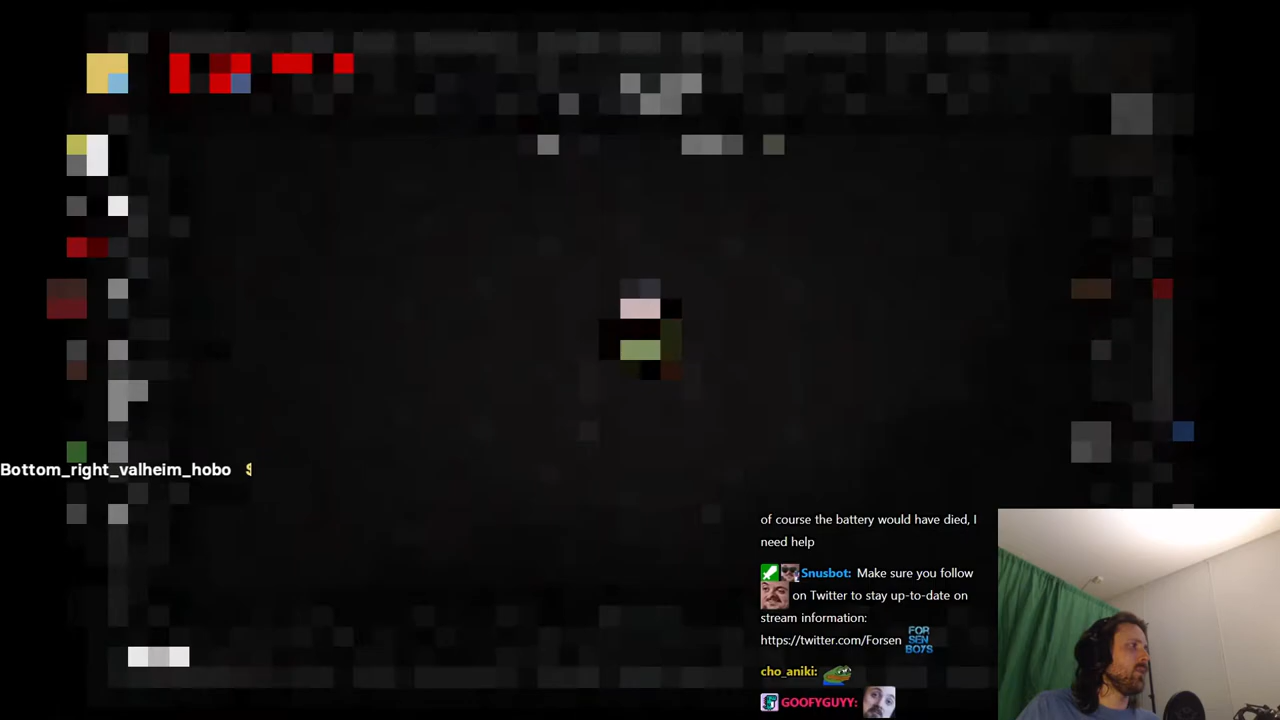 Bottom_right_valheim_hobo $
of course the battery would have died, I
need help
Snusbot: Make sure you follow
on Twitter to stay up-to-date on
stream information:
https://twitter.com/Forsen FOR
SEN
BOYS
cho_aniki:
GOOFYGUYY: